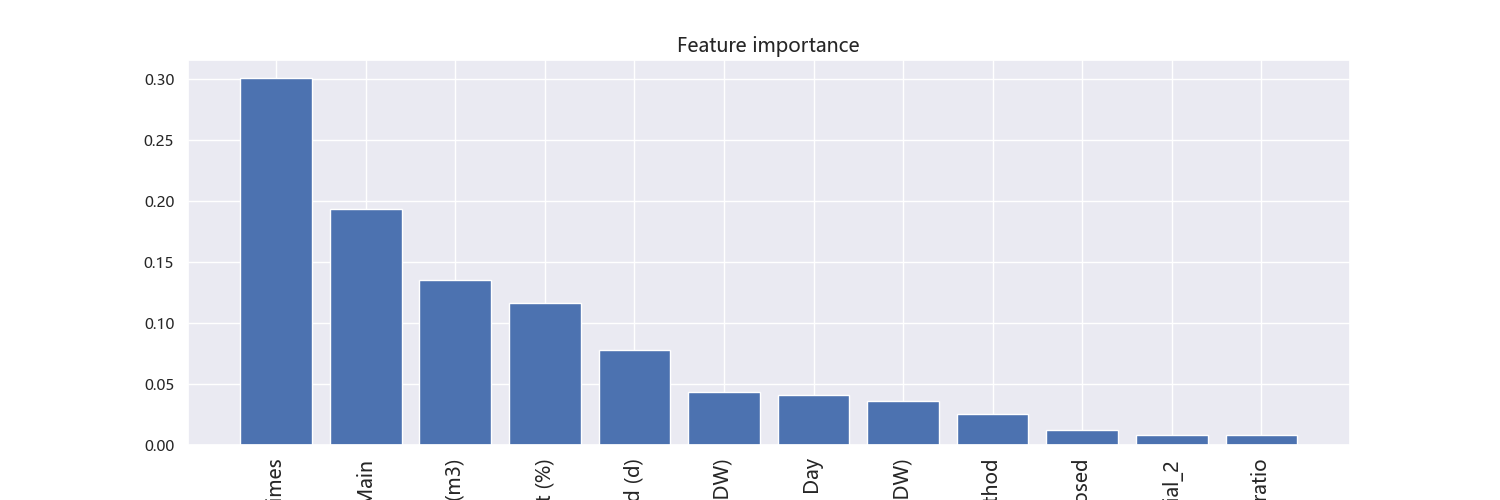 Feature importance
0.30
0.25
0.20
0.15
0.10
0.05
0.00
imes
Main
(m3)
t (%)
d (d)
DW)
Day
DW)
thod
osed
ial_2
ratio